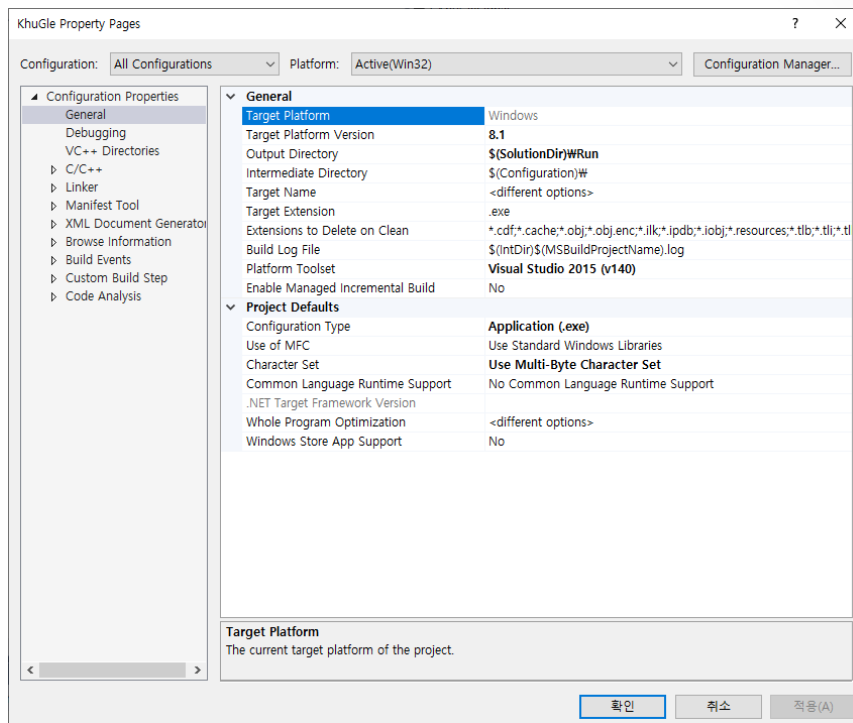 KhuGle Property Pages
Configuration: All Configurations Platform: Active(Win32) Configuration Manager...
Configuration Properties
General
Debugging
VC++ Directories
C/C++
Linker
Manifest Tool
XML Document Generator
Browse Information
Build Events
Custom Build Step
Code Analysis
General
Target Platform Windows
Target Platform Version 8.1
Output Directory $(SolutionDir)₩Run
Intermediate Directory $(Configuration)₩
Target Name <different options>
Target Extension .exe
Extensions to Delete on Clean *.cdf;*.cache;*.obj;*.obj.enc;*.ilk;*.ipdb;*.iobj;*.resources;*.tlb;*.tli;*.tl
Build Log File $(IntDir)$(MSBuildProjectName).log
Platform Toolset Visual Studio 2015 (v140)
Enable Managed Incremental Build No
Project Defaults
Configuration Type Application (.exe)
Use of MFC Use Standard Windows Libraries
Character Set Use Multi-Byte Character Set
Common Language Runtime Support No Common Language Runtime Support
.NET Target Framework Version
Whole Program Optimization <different options>
Windows Store App Support No
Target Platform
The current target platform of the project.
확인 취소 적용(A)